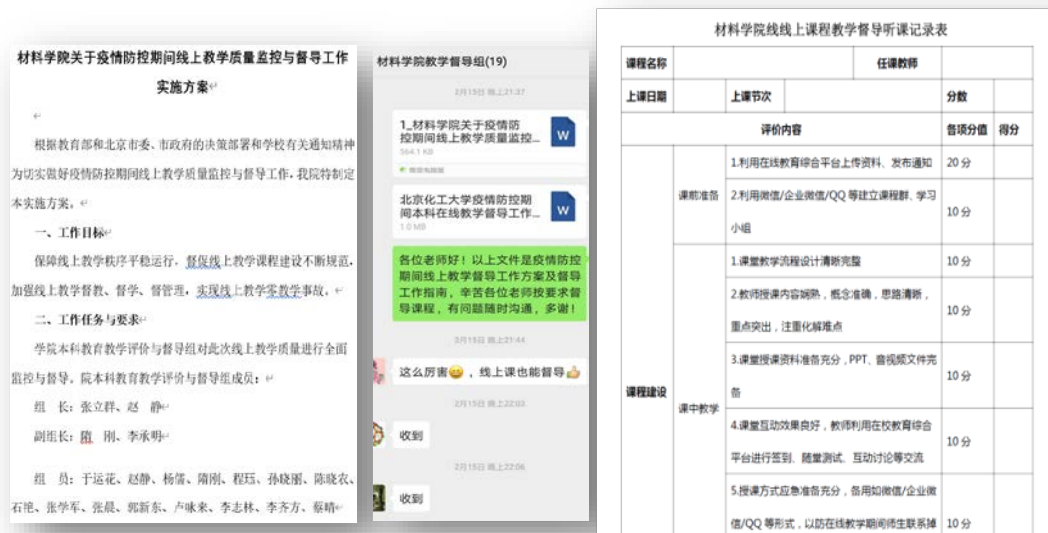 材料学院关于疫情防控期间线上教学质量监控与督导工作
实施方案
根据教育部和北京市委、市政府的决策部署和学校有关通知精神
为切实做好疫情防控期间线上教学质量监控与督导工作，我院特制定
本实施方案。
一、工作目标
保障线上教学秩序平稳运行，督促线上教学课程建设不断规范，
加强线上教学督教、督学、督管理，实现线上教学零教学事故。
二、工作任务与要求
学院本科教育教学评价与督导组对此次线上教学质量进行全面
监控与督导。院本科教育教学评价与督导组成员：
组 长：张立群、赵 静
副组长：隋 刚、李承明
组 员：于运花、赵静、杨儒、隋刚、程珏、孙晓丽、陈晓农、
石艳、张学军、张晨、郭新东、卢咏来、李志林、李齐方、蔡晴
材料学院教学督导组(19)
2月15日 晚上21:37
1_材料学院关于疫情防
控期间线上教学质量监控...
564.1 KB
W
北京化工大学疫情防控期
间本科在线教学督导工作...
1.0 MB
W
各位老师好！以上文件是疫情防控
期间线上教学督导工作方案及督导
工作指南，辛苦各位老师按要求督
导课程，有问题随时沟通，多谢！
2月15日 晚上21:44
这么厉害😄，线上课也能督导👍
2月15日 晚上22:03
收到
2月15日 晚上22:06
收到
材料学院线线上课程教学督导听课记录表
课程名称 任课教师
上课日期 上课节次 分数
评价内容 各项分值 得分
课程建设
课前准备
1.利用在线教育综合平台上传资料、发布通知 20分
2.利用微信/企业微信/QQ等建立课程群、学习
小组
10分
课中教学
1.课堂教学流程设计清晰完整 10分
2.教师授课内容娴熟，概念准确，思路清晰，
重点突出，注重化解难点
10分
3.课堂授课资料准备充分，PPT、音视频文件完
备
10分
4.课堂互动效果良好，教师利用在校教育综合
平台进行签到、随堂测试、互动讨论等交流
10分
5.授课方式应急准备充分，备用如微信/企业微
信/QQ等形式，以防在线教学期间师生联系掉
10分